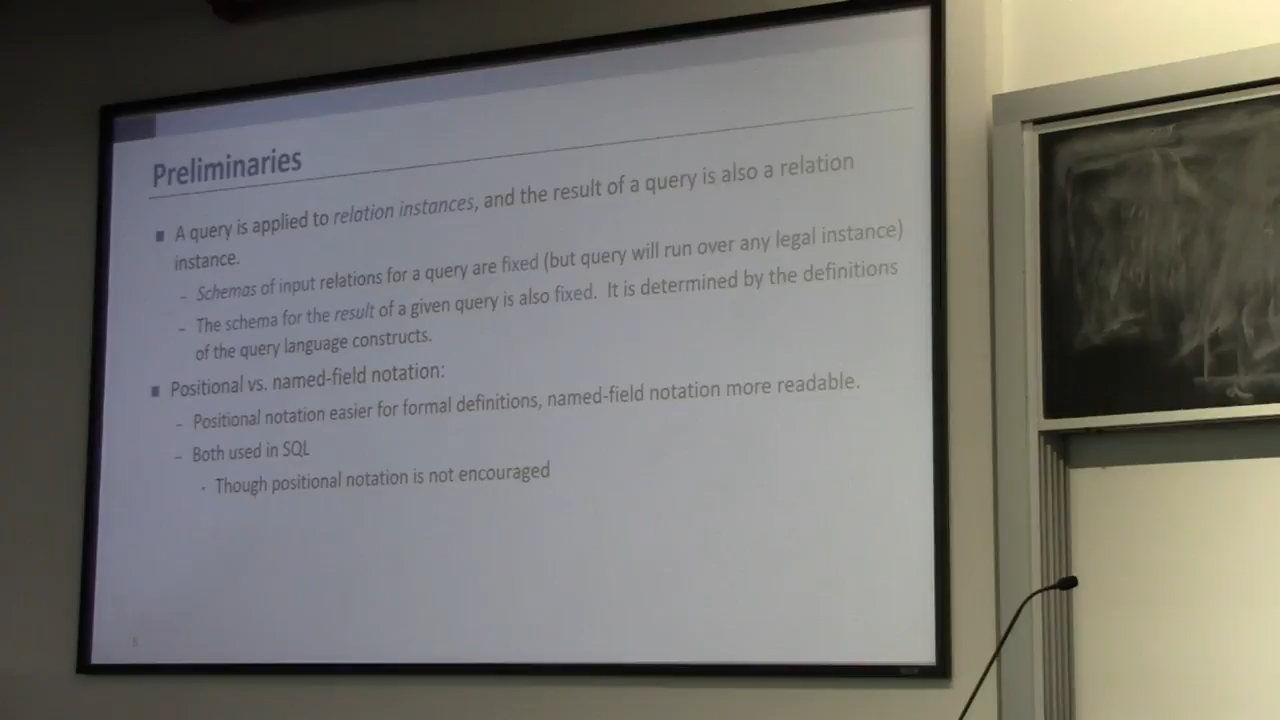 Preliminaries
▪ A query is applied to relation instances, and the result of a query is also a relation
instance.
– Schemas of input relations for a query are fixed (but query will run over any legal instance)
– The schema for the result of a given query is also fixed. It is determined by the definitions
of the query language constructs.
▪ Positional vs. named-field notation:
– Positional notation easier for formal definitions, named-field notation more readable.
– Both used in SQL
· Though positional notation is not encouraged